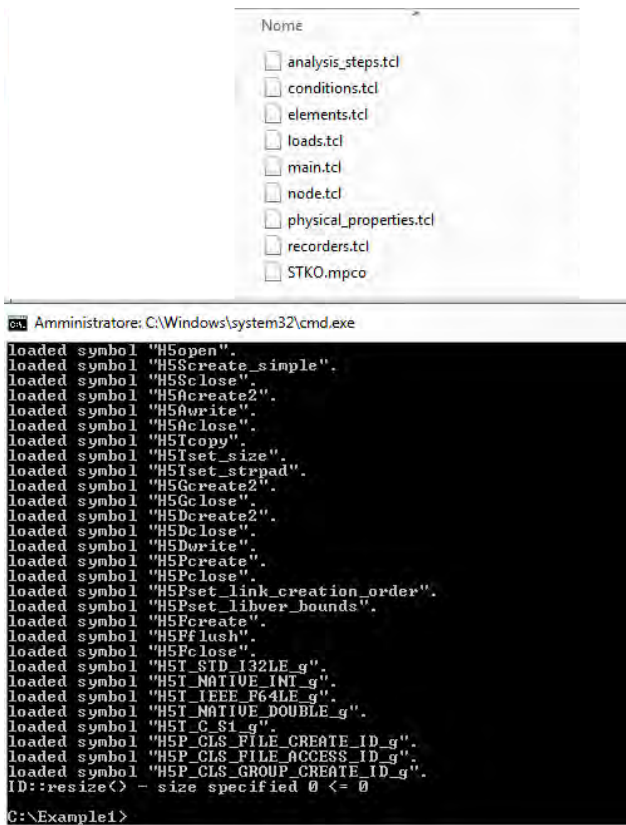 Nome
analysis_steps.tcl
conditions.tcl
elements.tcl
loads.tcl
main.tcl
node.tcl
physical_properties.tcl
recorders.tcl
STKO.mpco
Amministratore: C:\Windows\system32\cmd.exe
loaded symbol "H5open".
loaded symbol "H5Screate_simple".
loaded symbol "H5Sclose".
loaded symbol "H5Acreate2".
loaded symbol "H5Awrite".
loaded symbol "H5Aclose".
loaded symbol "H5Tcopy".
loaded symbol "H5Tset_size".
loaded symbol "H5Tset_strpad".
loaded symbol "H5Gcreate2".
loaded symbol "H5Gclose".
loaded symbol "H5Dcreate2".
loaded symbol "H5Dclose".
loaded symbol "H5Dwrite".
loaded symbol "H5Pcreate".
loaded symbol "H5Pclose".
loaded symbol "H5Pset_link_creation_order".
loaded symbol "H5Pset_libver_bounds".
loaded symbol "H5Fcreate".
loaded symbol "H5Fflush".
loaded symbol "H5Fclose".
loaded symbol "H5T_STD_I32LE_g".
loaded symbol "H5T_NATIVE_INT_g".
loaded symbol "H5T_IEEE_F64LE_g".
loaded symbol "H5T_NATIVE_DOUBLE_g".
loaded symbol "H5T_C_S1_g".
loaded symbol "H5P_CLS_FILE_CREATE_ID_g".
loaded symbol "H5P_CLS_FILE_ACCESS_ID_g".
loaded symbol "H5P_CLS_GROUP_CREATE_ID_g".
ID::resize() - size specified 0 <= 0
C:\Example1>